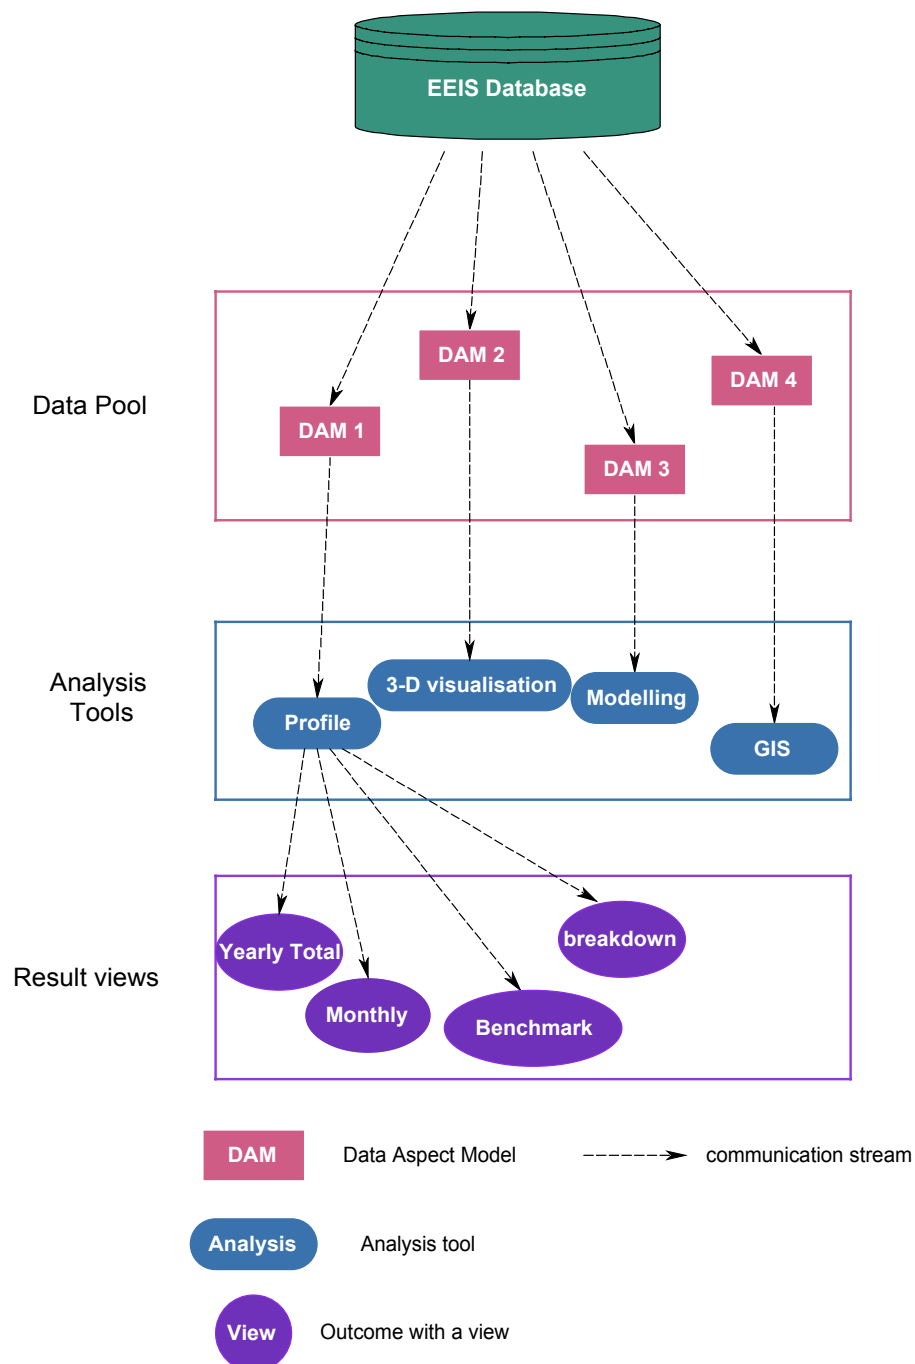 EEIS Database
DAM 2
DAM 4
Data Pool
DAM 1
DAM 3
Analysis
Tools
3-D visualisation
Modelling
Profile
GIS
breakdown
Yearly Total
Result views
Monthly
Benchmark
DAM
Data Aspect Model
communication stream
Analysis
Analysis tool
View
Outcome with a view